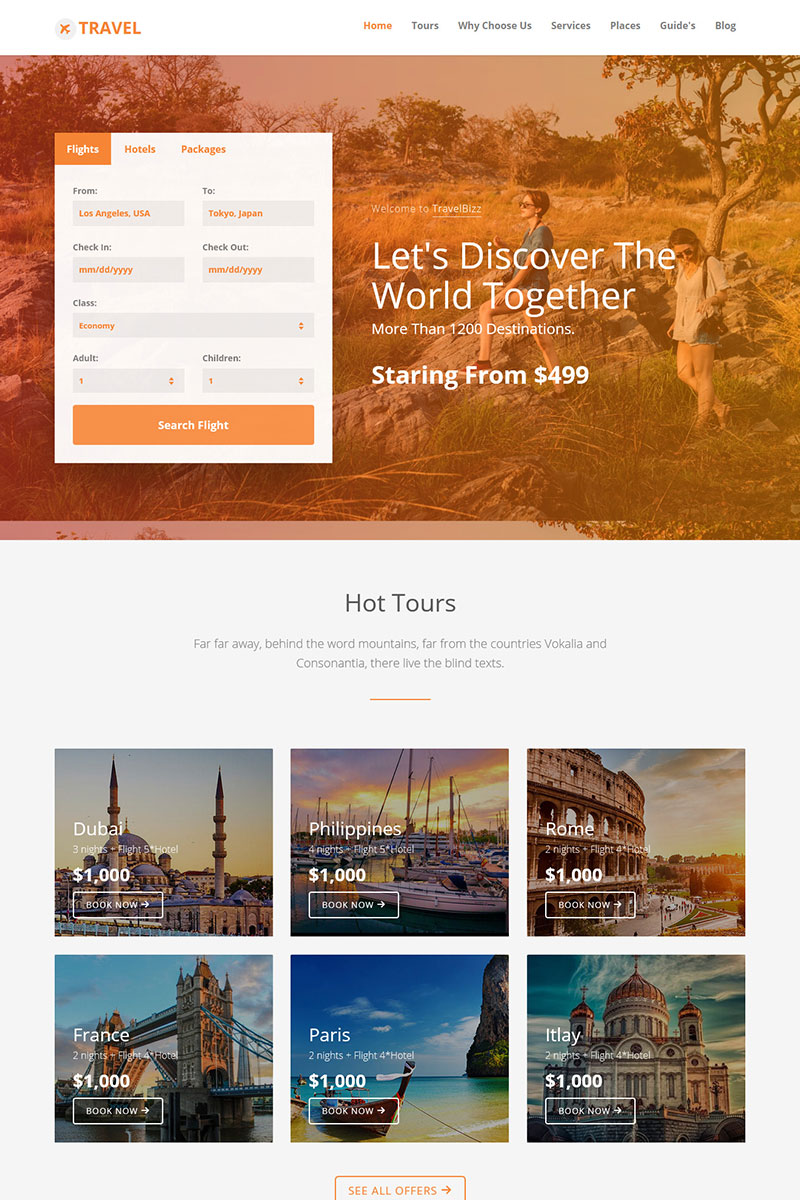 TRAVEL
Home Tours Why Choose Us Services Places Guide's Blog
Flights Hotels Packages
From: To:
Los Angeles, USA Tokyo, Japan
Check In: Check Out:
mm/dd/yyyy mm/dd/yyyy
Class:
Economy
Adult: Children:
1 1
Search Flight
Welcome to TravelBizz
Let's Discover The
World Together
More Than 1200 Destinations.
Staring From $499
Hot Tours
Far far away, behind the word mountains, far from the countries Vokalia and
Consonantia, there live the blind texts.
Dubai
3 nights + Flight 5*Hotel
$1,000
BOOK NOW
Philippines
4 nights + Flight 5*Hotel
$1,000
BOOK NOW
Rome
2 nights + Flight 4*Hotel
$1,000
BOOK NOW
France
2 nights + Flight 4*Hotel
$1,000
BOOK NOW
Paris
2 nights + Flight 4*Hotel
$1,000
BOOK NOW
Itlay
2 nights + Flight 4*Hotel
$1,000
BOOK NOW
SEE ALL OFFERS